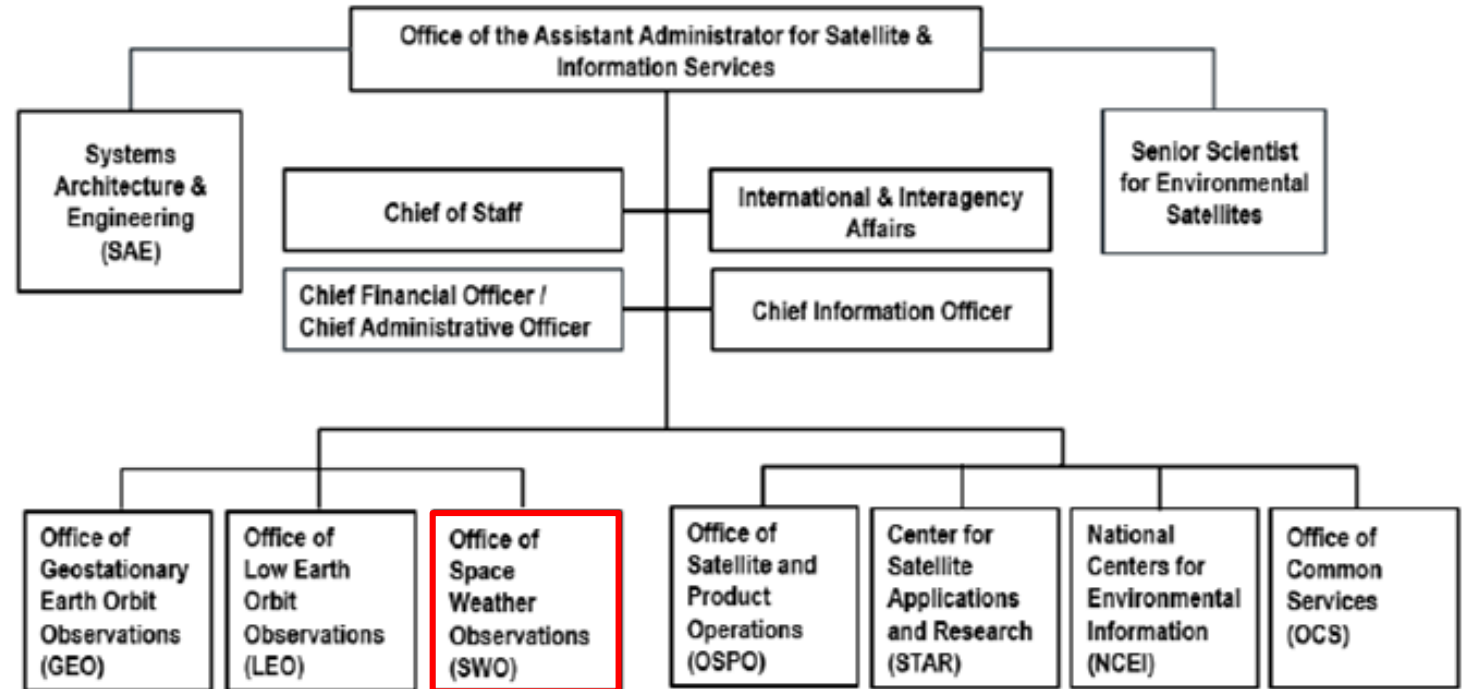 Office of the Assistant Administrator for Satellite &
Information Services
Systems
Architecture &
Engineering
(SAE)
Senior Scientist
for Environmental
Satellites
Chief of Staff
International & Interagency
Affairs
Chief Financial Officer /
Chief Administrative Officer
Chief Information Officer
Office of
Geostationary
Earth Orbit
Observations
(GEO)
Office of
Low Earth
Orbit
Observations
(LEO)
Office of
Space
Weather
Observations
(SWO)
Office of
Satellite and
Product
Operations
(OSPO)
Center for
Satellite
Applications
and Research
(STAR)
National
Centers for
Environmental
Information
(NCEI)
Office of
Common
Services
(OCS)